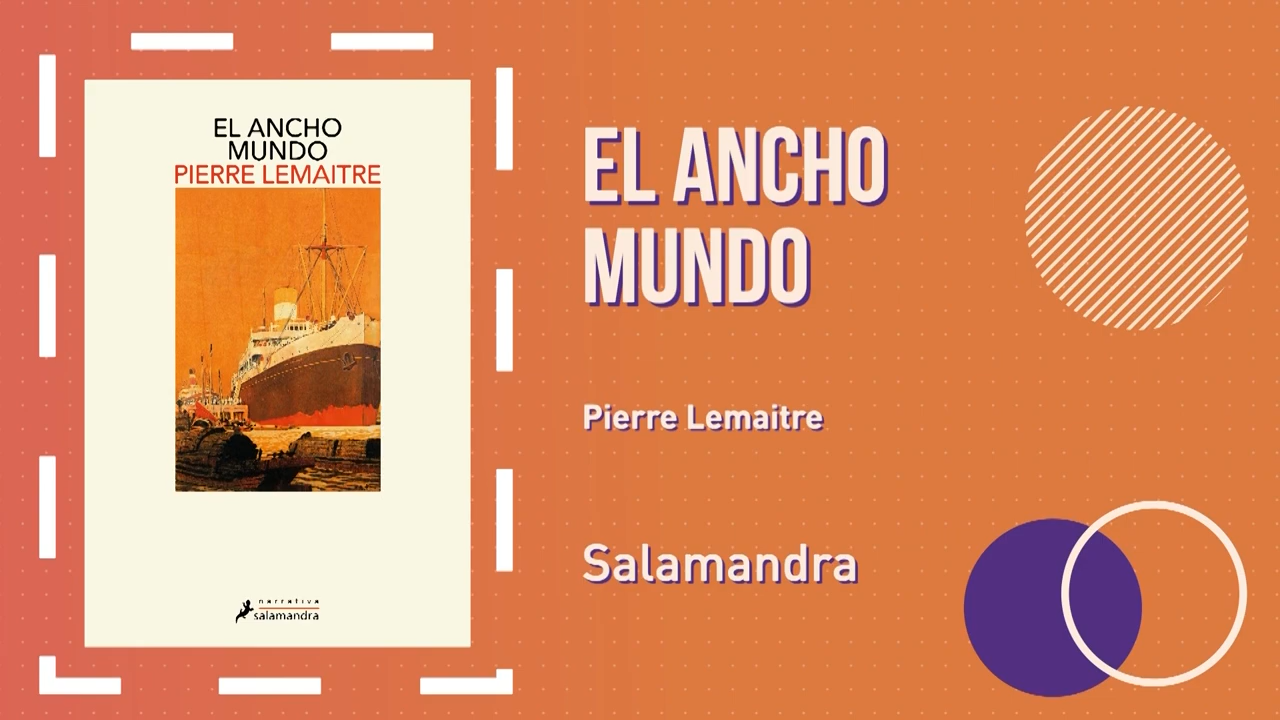 EL ANCHO
MUNDO
PIERRE LEMAITRE
narrativa
salamandra
EL ANCHO
MUNDO
Pierre Lemaitre
Salamandra